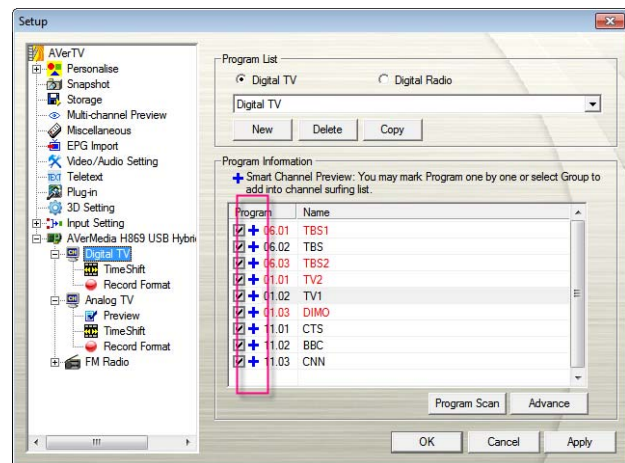 Setup
AVerTV
Personalise
Snapshot
Storage
Multi-channel Preview
Miscellaneous
EPG Import
Video/Audio Setting
TEXT Teletext
Plug-in
3D Setting
Input Setting
AVerMedia H869 USB Hybri
Digital TV
TimeShift
Record Format
Analog TV
Preview
TimeShift
Record Format
FM Radio
Program List
Digital TV
Digital Radio
Digital TV
New
Delete
Copy
Program Information
Smart Channel Preview: You may mark Program one by one or select Group to
add into channel surfing list.
Program Name
06.01 TBS1
06.02 TBS
06.03 TBS2
01.01 TV2
01.02 TV1
01.03 DIMO
11.01 CTS
11.02 BBC
11.03 CNN
Program Scan
Advance
OK
Cancel
Apply